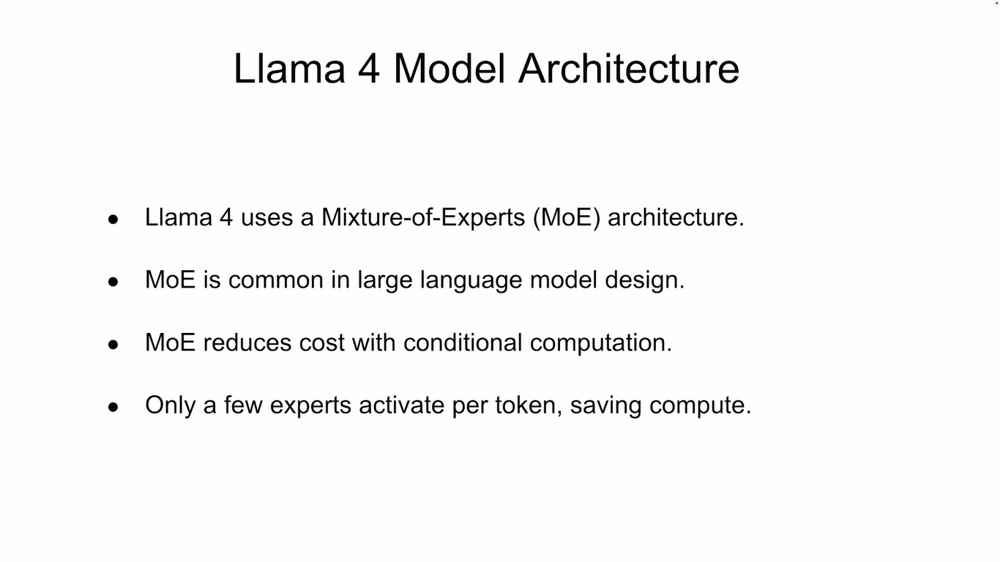 Llama 4 Model Architecture
● Llama 4 uses a Mixture-of-Experts (MoE) architecture.
● MoE is common in large language model design.
● MoE reduces cost with conditional computation.
● Only a few experts activate per token, saving compute.